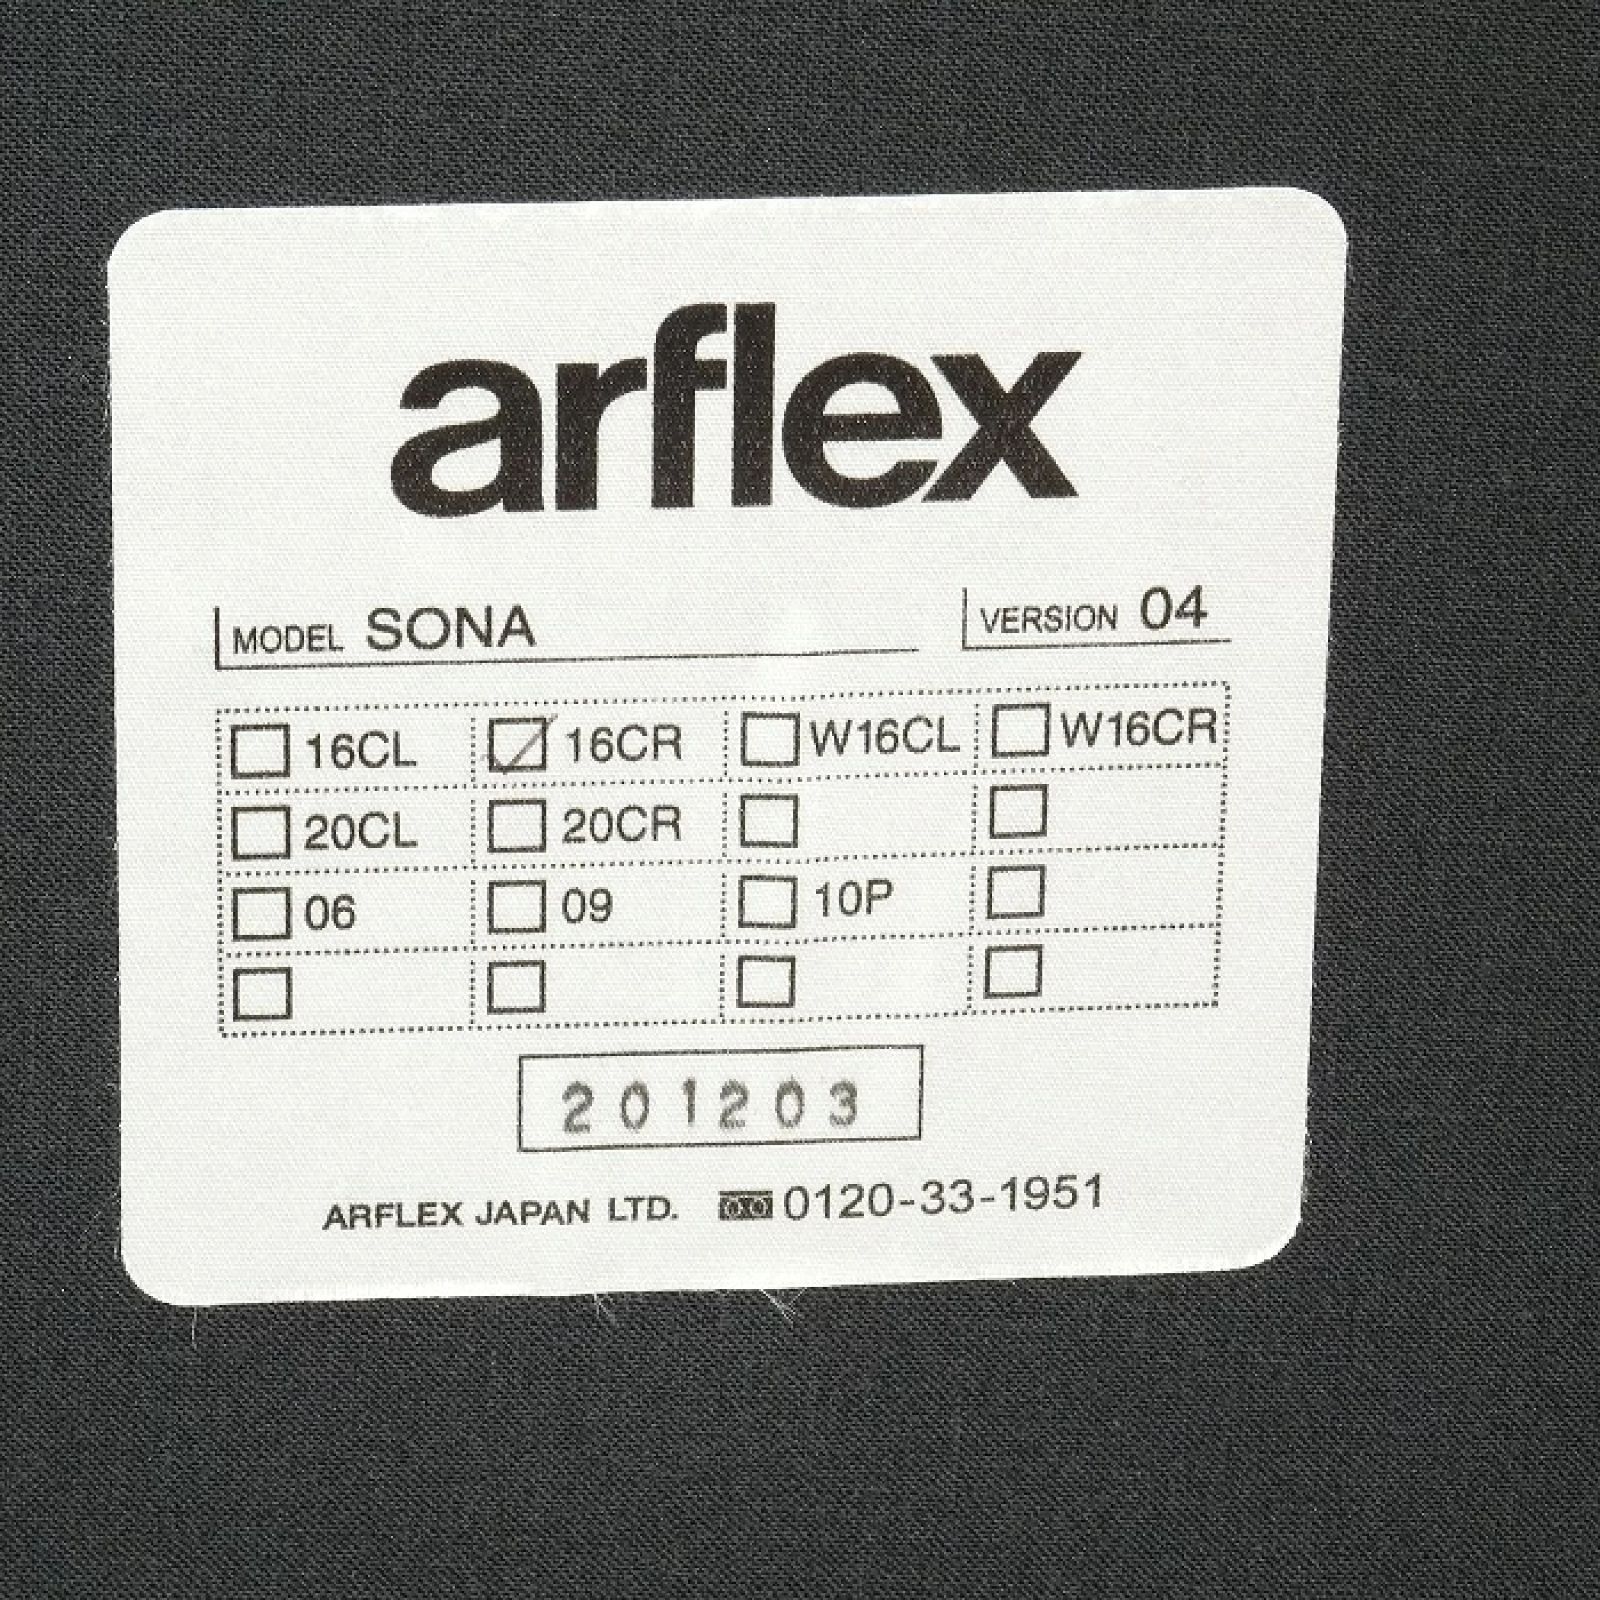 arflex
MODEL SONA VERSION 04
16CL 16CR W16CL W16CR
20CL 20CR
06 09 10P
201203
ARFLEX JAPAN LTD. 0120-33-1951